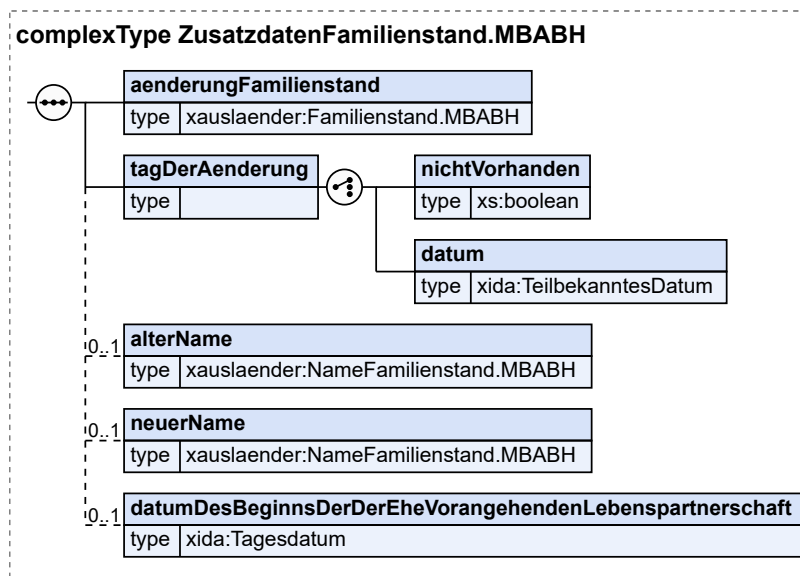 complexType ZusatzdatenFamilienstand.MBABH
aenderungFamilienstand
type xauslaender:Familienstand.MBABH
tagDerAenderung
type
nichtVorhanden
type xs:boolean
datum
type xida:TeilbekanntesDatum
0..1
alterName
type xauslaender:NameFamilienstand.MBABH
0..1
neuerName
type xauslaender:NameFamilienstand.MBABH
0..1
datumDesBeginnsDerDerEheVorangehendenLebenspartnerschaft
type xida:Tagesdatum